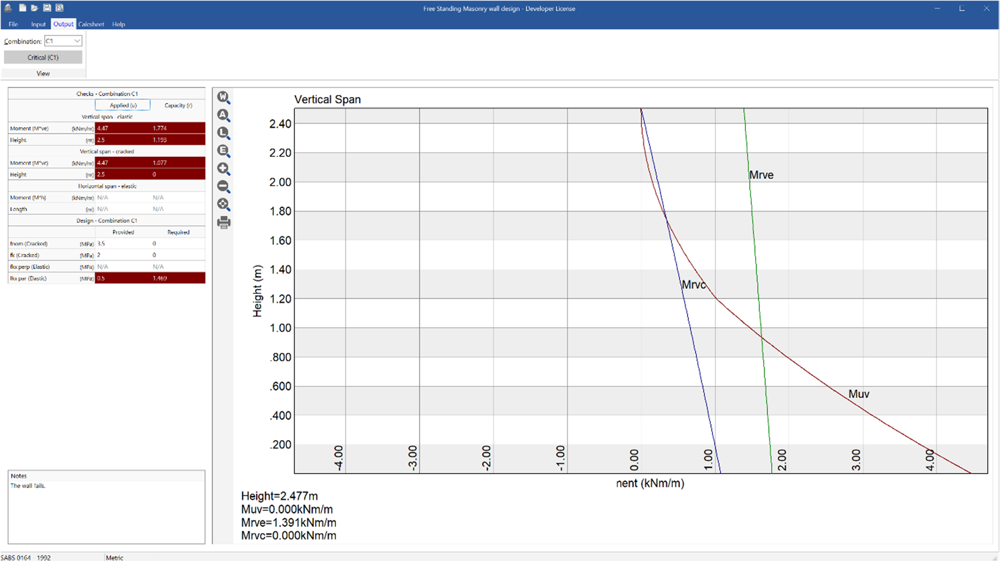 Free Standing Masonry wall design - Developer License
File Input Output Calcsheet Help
Combination: C1
Critical (C1)
View
Checks - Combination C1
Applied (u) Capacity (r)
Vertical span - elastic
Moment (M*ve) (kNm/m) 4.47 1.774
Height (m) 2.5 1.193
Vertical span - cracked
Moment (M*vc) (kNm/m) 4.47 1.077
Height (m) 2.5 0
Horizontal span - elastic
Moment (M*h) (kNm/m) N/A N/A
Length (m) N/A N/A
Design - Combination C1
Provided Required
fnom (Cracked) (MPa) 3.5 0
fk (Cracked) (MPa) 2 0
fkx perp (Elastic) (MPa) N/A N/A
fkx par (Elastic) (MPa) 0.5 1.469
Notes
The wall fails.
W
A
L
E
Vertical Span
2.40
2.20
2.00
1.80
1.60
1.40
1.20
1.00
.800
.600
.400
.200
Height (m)
Mrve
Mrvc
Muv
-4.00 -3.00 -2.00 -1.00 0.00 1.00 2.00 3.00 4.00
nent (kNm/m)
Height=2.477m
Muv=0.000kNm/m
Mrve=1.391kNm/m
Mrvc=0.000kNm/m
SABS 0164 - 1992 Metric